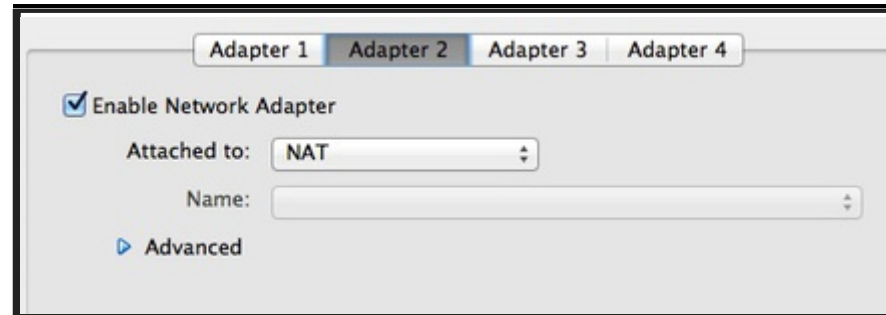 Adapter 1 Adapter 2 Adapter 3 Adapter 4
Enable Network Adapter
Attached to: NAT
Name:
Advanced